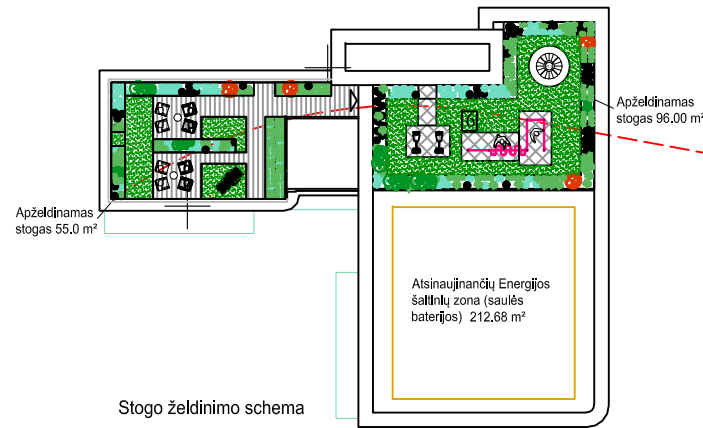 Apželdinamas
stogas 96.00 m²
Apželdinamas
stogas 55.0 m²
Atsinaujinančių Energijos
šaltinių zona (saulės
baterijos) 212.68 m²
Stogo želdinimo schema